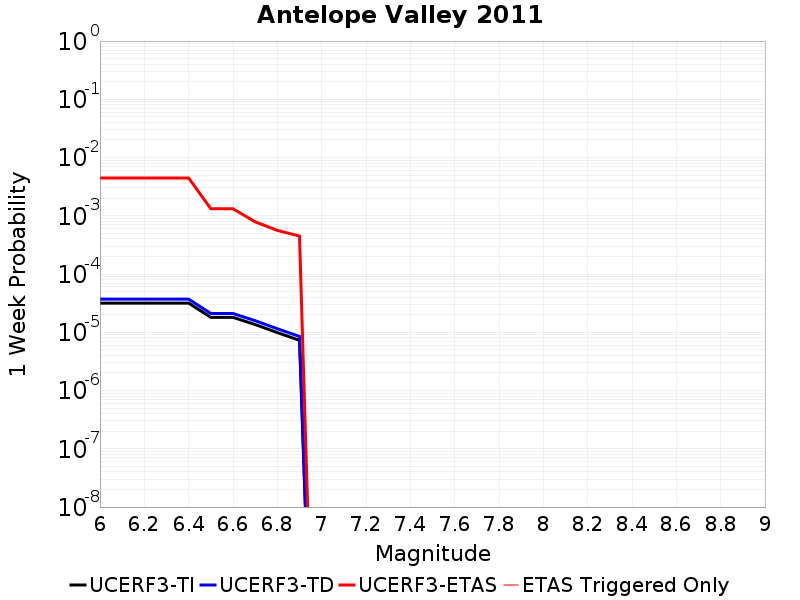 Antelope Valley 2011
1 Week Probability
10^0
10^-1
10^-2
10^-3
10^-4
10^-5
10^-6
10^-7
10^-8
6 6.2 6.4 6.6 6.8 7 7.2 7.4 7.6 7.8 8 8.2 8.4 8.6 8.8 9
Magnitude
UCERF3-TI UCERF3-TD UCERF3-ETAS ETAS Triggered Only